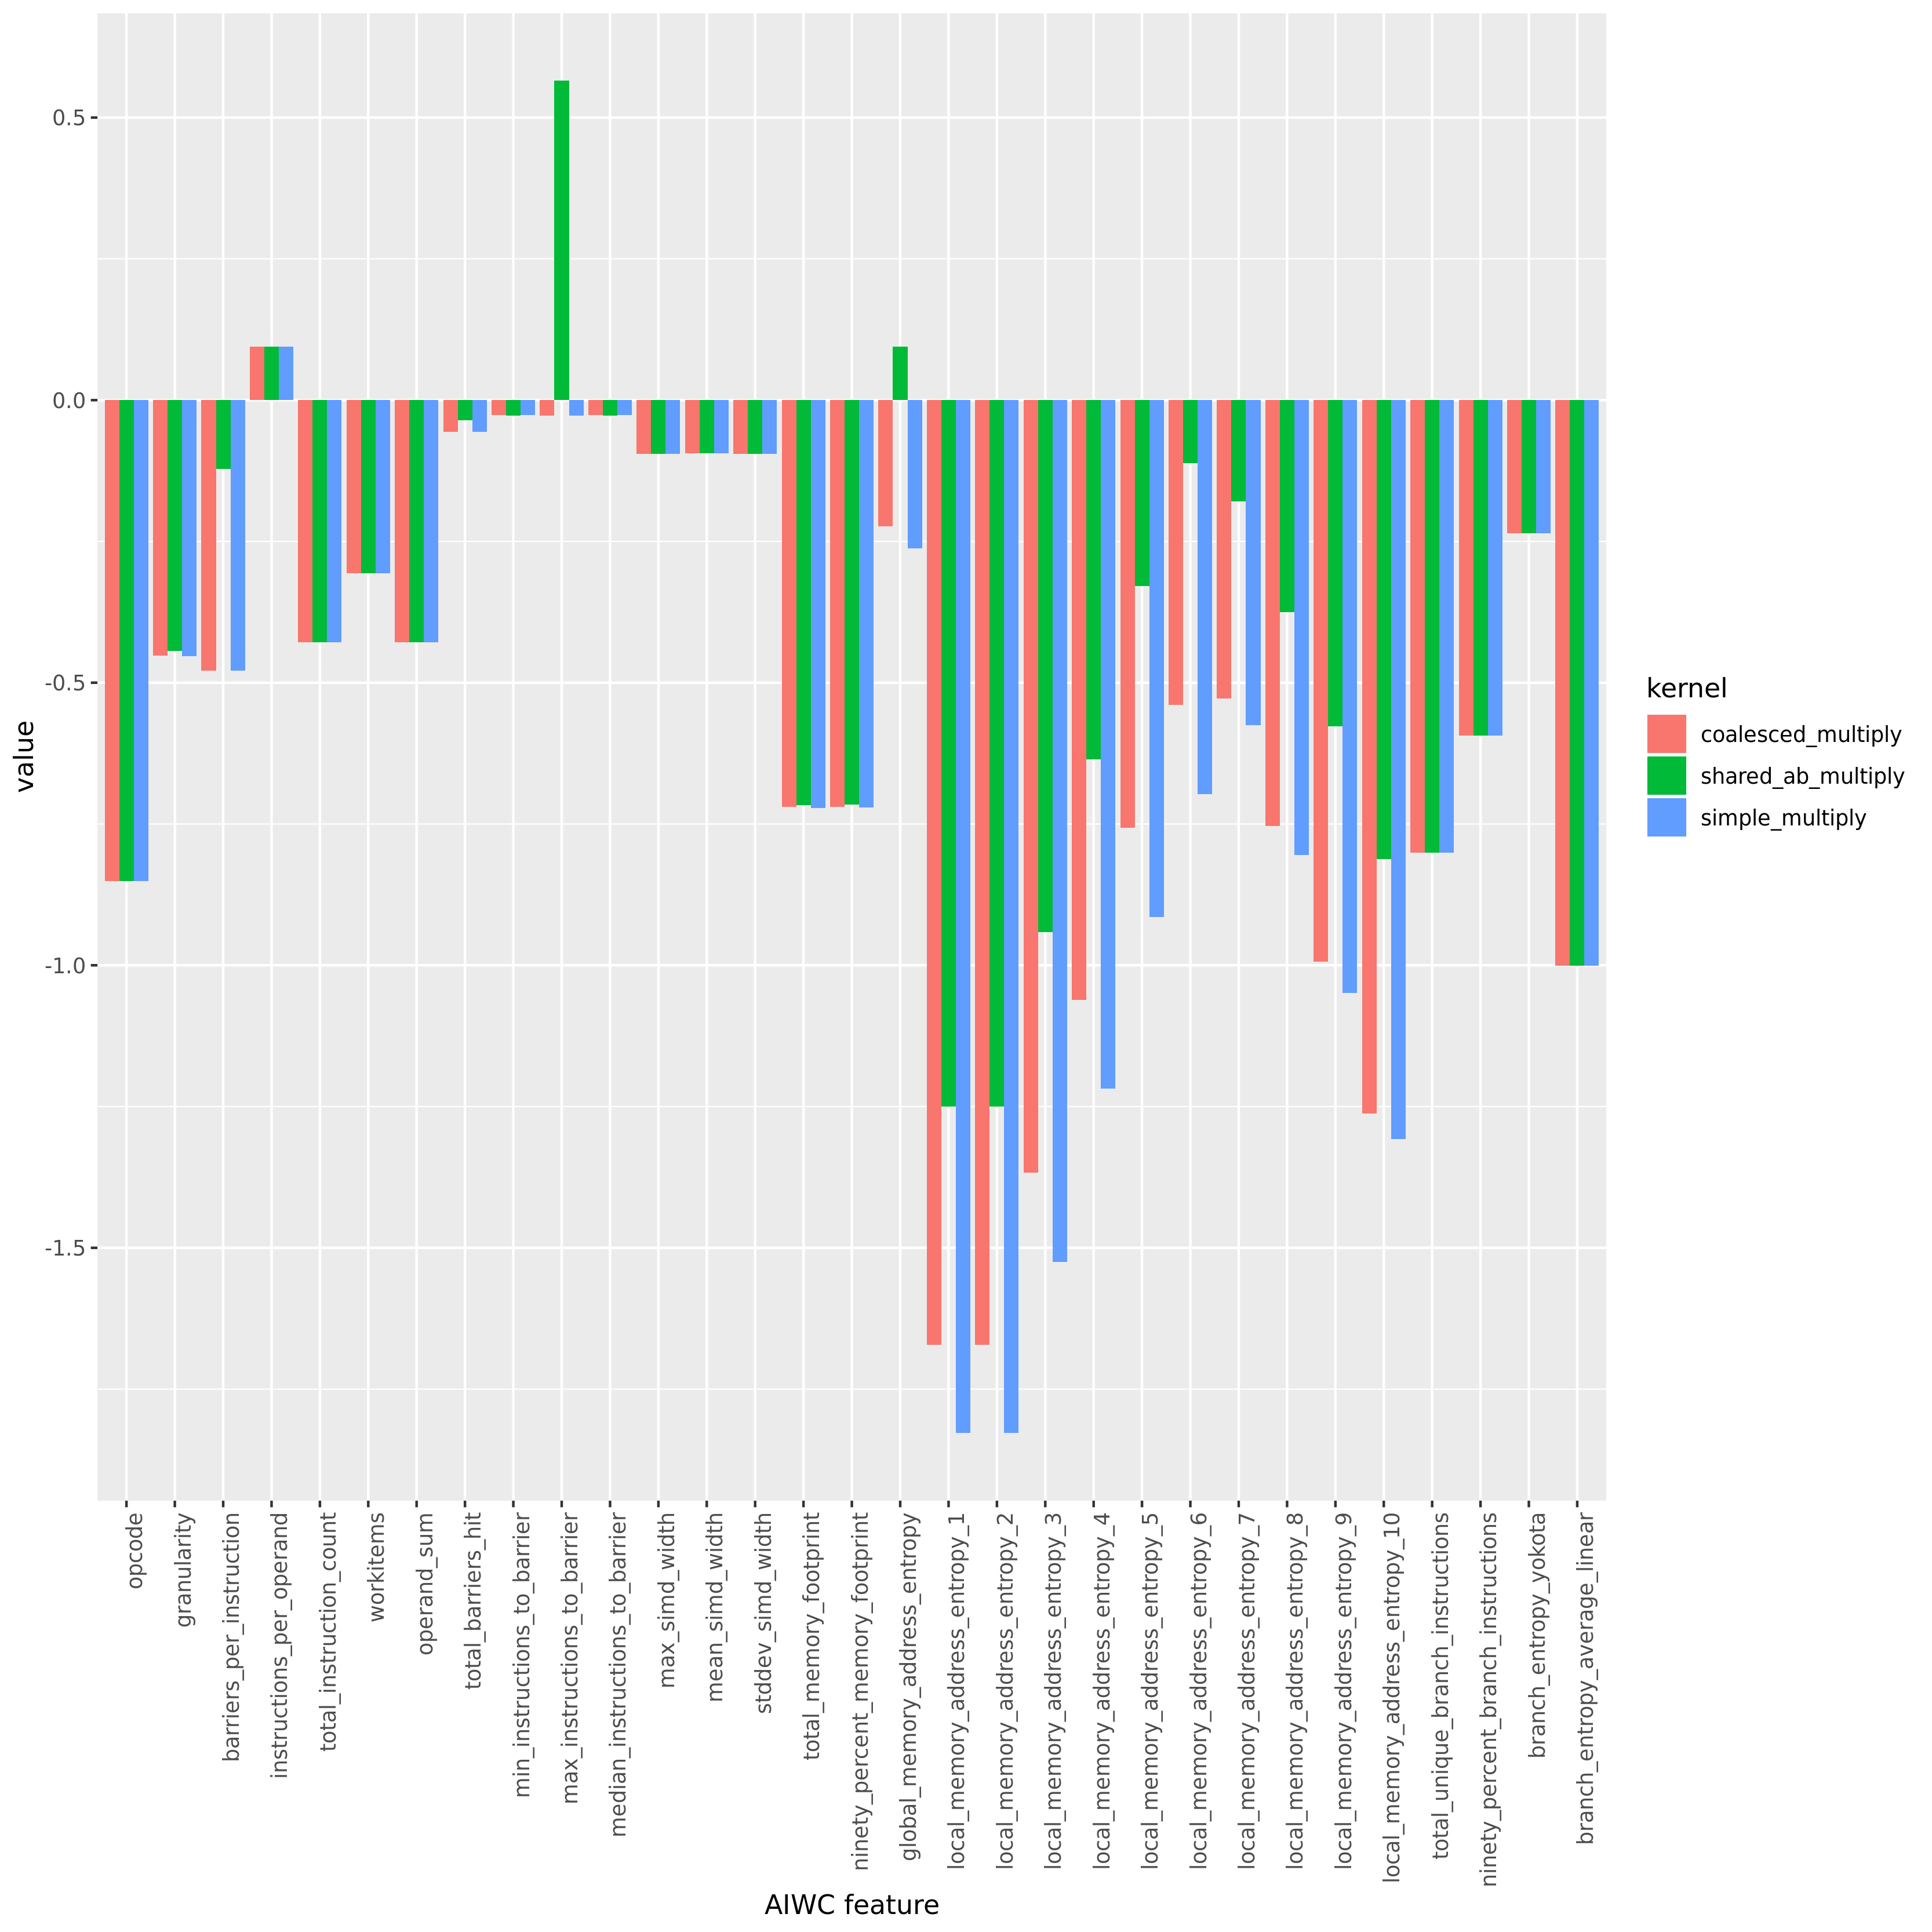 0.5
0.0
-0.5
-1.0
-1.5
value
opcode
granularity
barriers_per_instruction
instructions_per_operand
total_instruction_count
workitems
operand_sum
total_barriers_hit
min_instructions_to_barrier
max_instructions_to_barrier
median_instructions_to_barrier
max_simd_width
mean_simd_width
stddev_simd_width
total_memory_footprint
ninety_percent_memory_footprint
global_memory_address_entropy
local_memory_address_entropy_1
local_memory_address_entropy_2
local_memory_address_entropy_3
local_memory_address_entropy_4
local_memory_address_entropy_5
local_memory_address_entropy_6
local_memory_address_entropy_7
local_memory_address_entropy_8
local_memory_address_entropy_9
local_memory_address_entropy_10
total_unique_branch_instructions
ninety_percent_branch_instructions
branch_entropy_yokota
branch_entropy_average_linear
AIWC feature
kernel
coalesced_multiply
shared_ab_multiply
simple_multiply